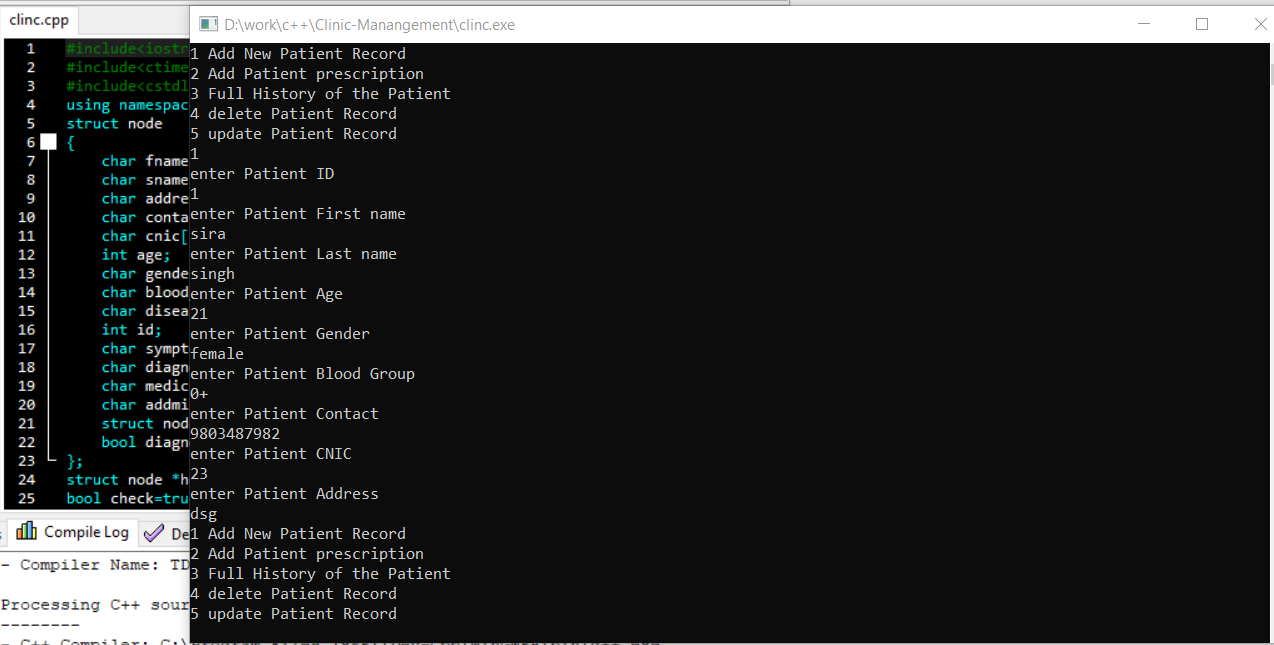 clinc.cpp
D:\work\c++\Clinic-Manangement\clinc.exe
1 #include<iostr
2 #include<ctime
3 #include<cstdl
4 using namespac
5 struct node
6 {
7 char fname
8 char sname
9 char addre
10 char conta
11 char cnic[
12 int age;
13 char gende
14 char blood
15 char disea
16 int id;
17 char sympt
18 char diagn
19 char medic
20 char addmi
21 struct nod
22 bool diagn
23 };
24 struct node *h
25 bool check=tru
Compile Log
De
- Compiler Name: TD
Processing C++ sour
--------
- C++ Compiler: C:\
1 Add New Patient Record
2 Add Patient prescription
3 Full History of the Patient
4 delete Patient Record
5 update Patient Record
1
enter Patient ID
1
enter Patient First name
sira
enter Patient Last name
singh
enter Patient Age
21
enter Patient Gender
female
enter Patient Blood Group
0+
enter Patient Contact
9803487982
enter Patient CNIC
23
enter Patient Address
dsg
1 Add New Patient Record
2 Add Patient prescription
3 Full History of the Patient
4 delete Patient Record
5 update Patient Record